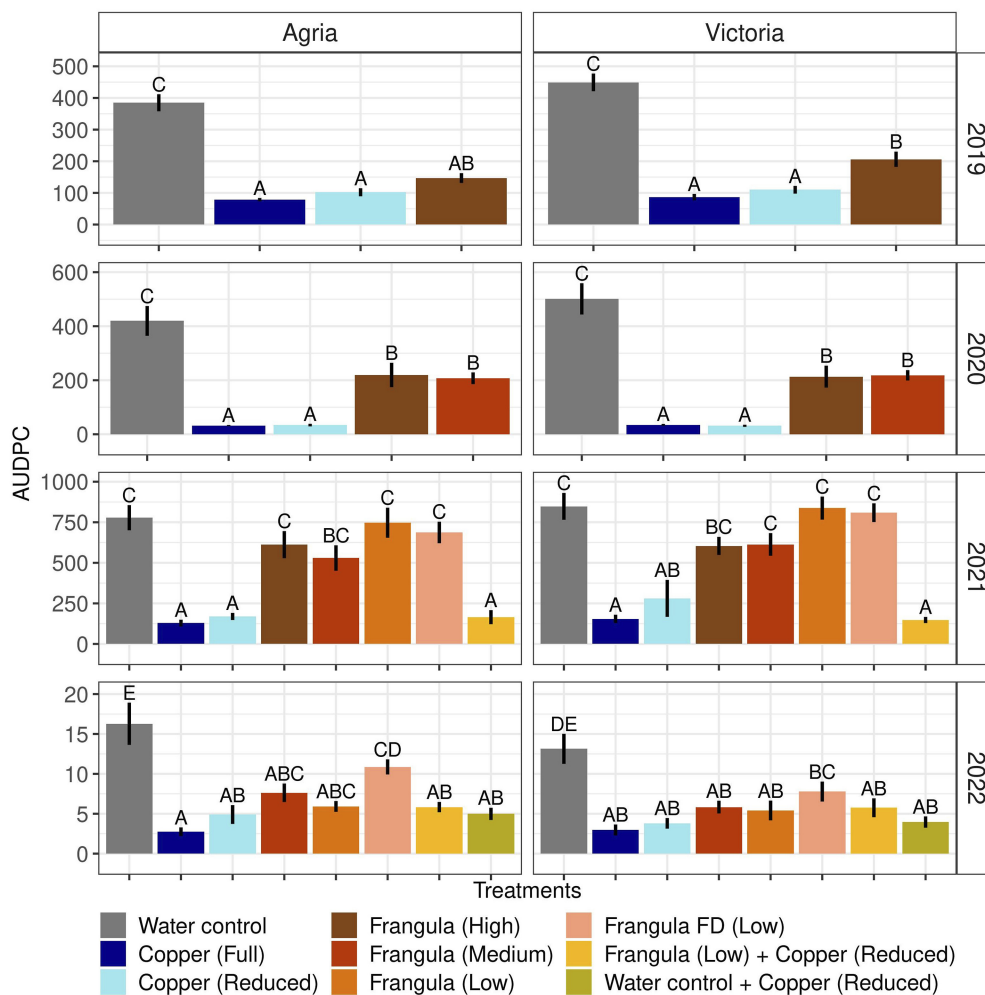 Agria
Victoria
500
400
300
200
100
0
C
A
A
AB
C
A
A
B
2019
600
400
200
0
C
A
A
B
B
C
A
A
B
B
2020
AUDPC
1000
750
500
250
0
C
A
A
C
BC
C
C
A
C
A
AB
BC
C
C
C
A
2021
20
15
10
5
0
E
A
AB
ABC
ABC
CD
AB
AB
DE
AB
AB
AB
AB
BC
AB
AB
2022
Treatments
Water control
Copper (Full)
Copper (Reduced)
Frangula (High)
Frangula (Medium)
Frangula (Low)
Frangula FD (Low)
Frangula (Low) + Copper (Reduced)
Water control + Copper (Reduced)